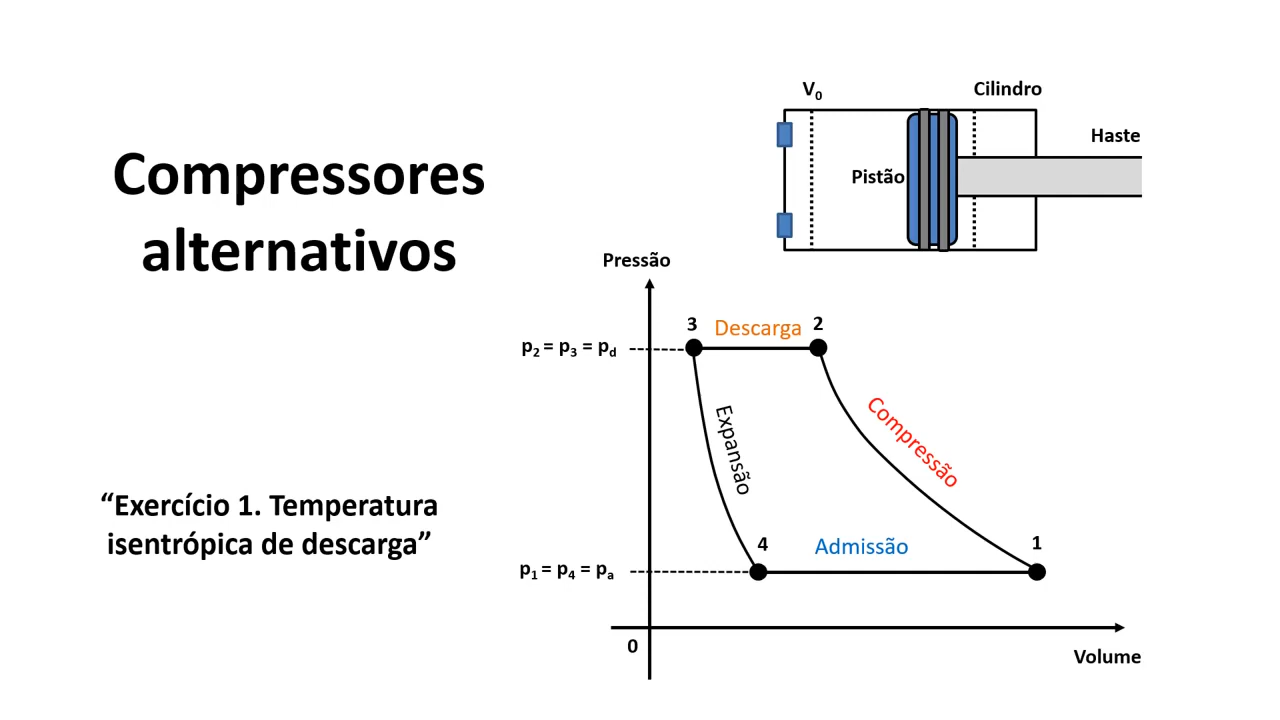 Compressores
alternativos
“Exercício 1. Temperatura
isentrópica de descarga”
V₀
Cilindro
Haste
Pistão
Pressão
3
Descarga
2
p₂ = p₃ = p_d
Expansão
Compressão
4
Admissão
1
p₁ = p₄ = pₐ
0
Volume